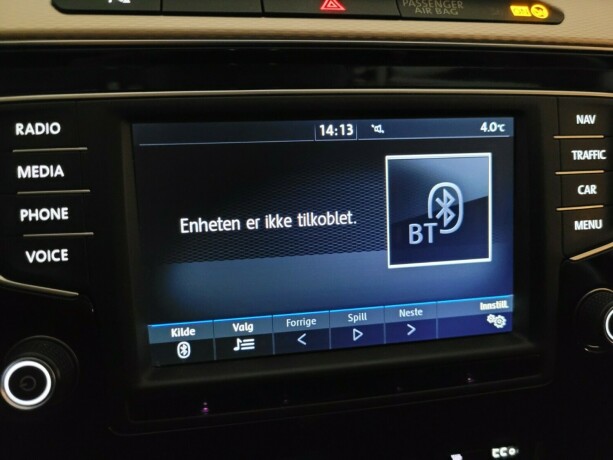 PASSENGER
AIR BAG
RADIO
MEDIA
PHONE
VOICE
14:13
4.0°C
Enheten er ikke tilkoblet.
BT
Kilde
Valg
Forrige
Spill
Neste
Innstill.
NAV
TRAFFIC
CAR
MENU